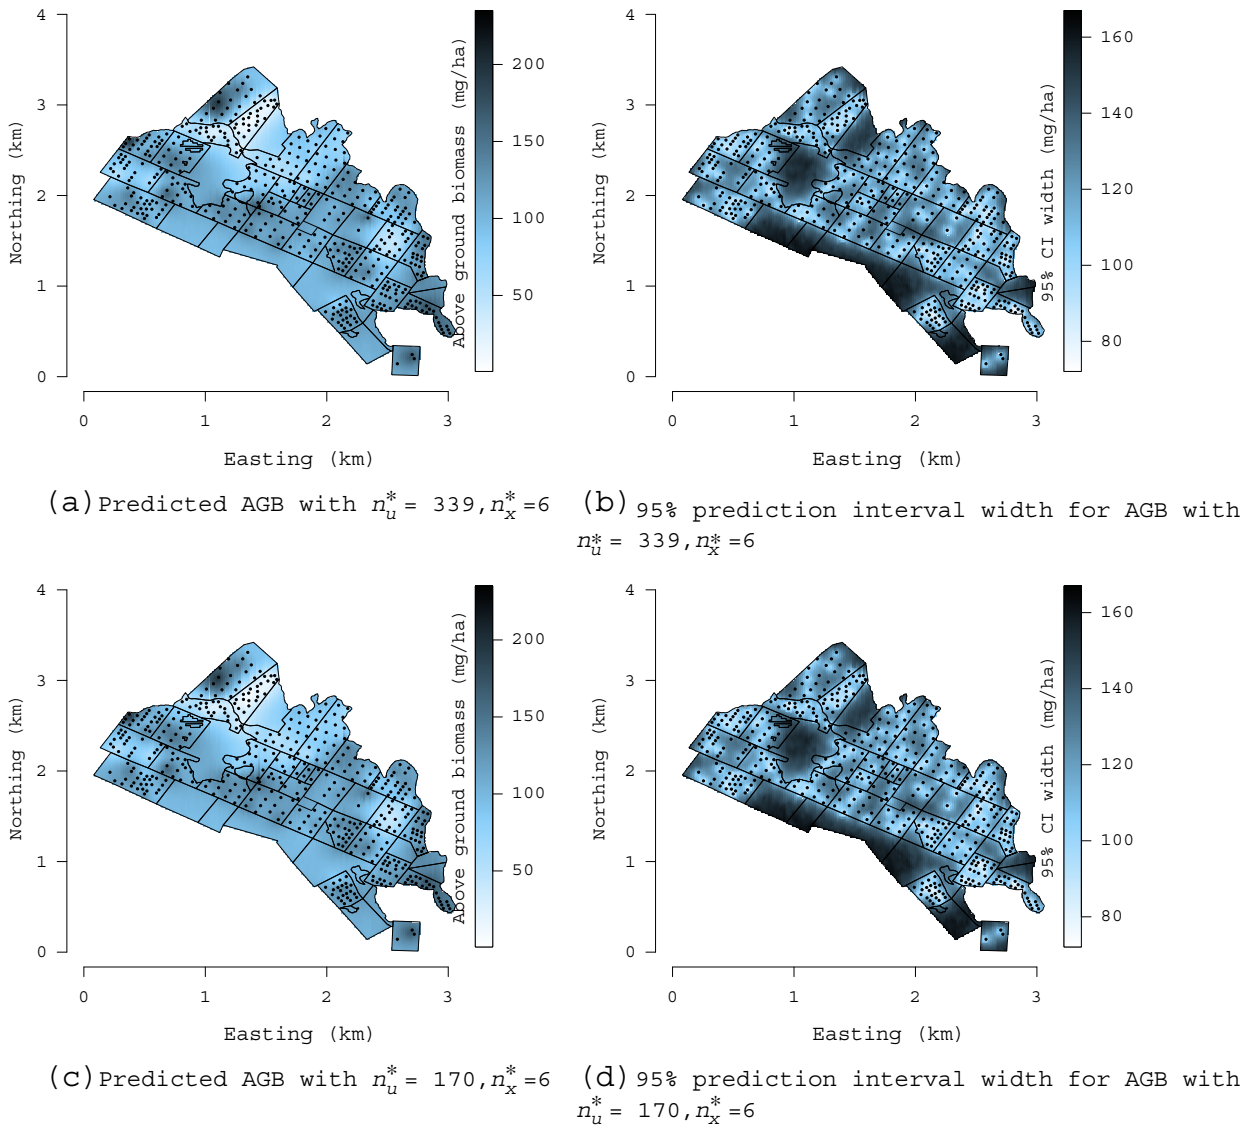 4
3
2
1
0
Northing (km)
0 1 2 3
Easting (km)
200
150
100
50
Above ground biomass (mg/ha)
(a) Predicted AGB with n*u = 339, n*x =6
4
3
2
1
0
Northing (km)
0 1 2 3
Easting (km)
160
140
120
100
80
95% CI width (mg/ha)
(b) 95% prediction interval width for AGB with
n*u = 339, n*x =6
4
3
2
1
0
Northing (km)
0 1 2 3
Easting (km)
200
150
100
50
Above ground biomass (mg/ha)
(c) Predicted AGB with n*u = 170, n*x =6
4
3
2
1
0
Northing (km)
0 1 2 3
Easting (km)
160
140
120
100
80
95% CI width (mg/ha)
(d) 95% prediction interval width for AGB with
n*u = 170, n*x =6